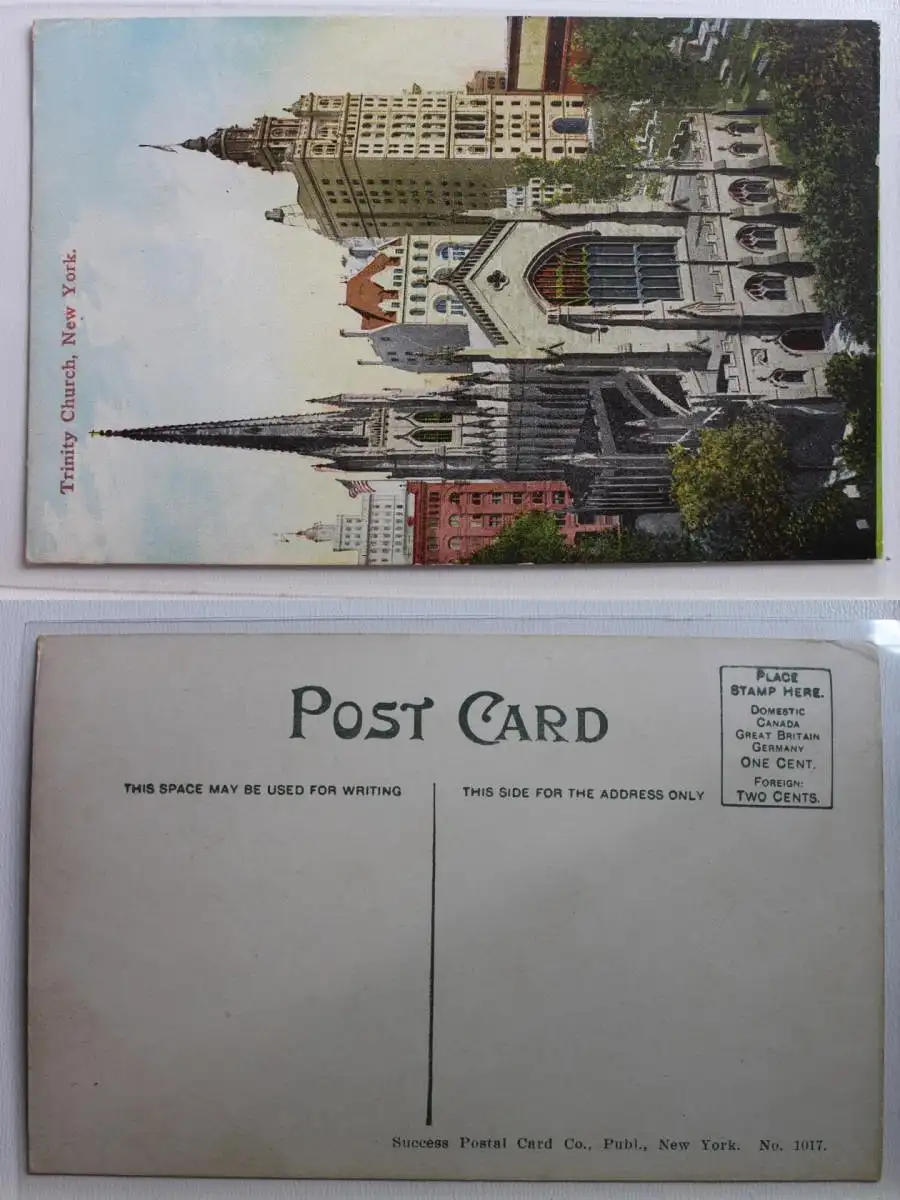 Trinity Church, New York.
POST CARD
THIS SPACE MAY BE USED FOR WRITING
THIS SIDE FOR THE ADDRESS ONLY
PLACE
STAMP HERE.
DOMESTIC
CANADA
GREAT BRITAIN
GERMANY
ONE CENT.
FOREIGN:
TWO CENTS.
Success Postal Card Co., Publ., New York. No. 1017.